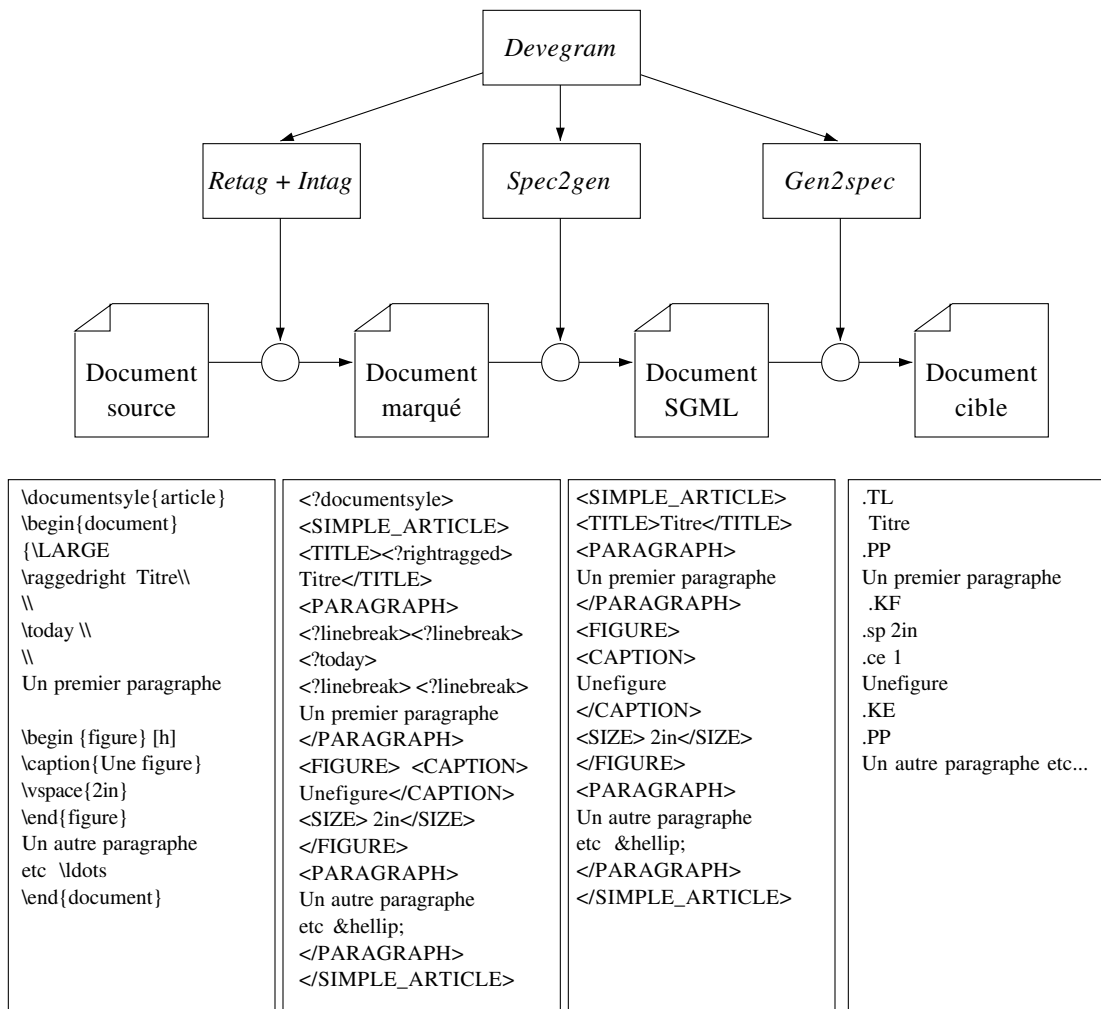 Devegram
Retag + Intag
Spec2gen
Gen2spec
Document
source
Document
marqué
Document
SGML
Document
cible
\documentsyle{article}
\begin{document}
{\LARGE
\raggedright Titre\\
\\
\today \\
\\
Un premier paragraphe
\begin {figure} [h]
\caption{Une figure}
\vspace{2in}
\end{figure}
Un autre paragraphe
etc \ldots
\end{document}
<?documentsyle>
<SIMPLE_ARTICLE>
<TITLE><?rightragged>
Titre</TITLE>
<PARAGRAPH>
<?linebreak><?linebreak>
<?today>
<?linebreak> <?linebreak>
Un premier paragraphe
</PARAGRAPH>
<FIGURE> <CAPTION>
Unefigure</CAPTION>
<SIZE> 2in</SIZE>
</FIGURE>
<PARAGRAPH>
Un autre paragraphe
etc &hellip;
</PARAGRAPH>
</SIMPLE_ARTICLE>
<SIMPLE_ARTICLE>
<TITLE>Titre</TITLE>
<PARAGRAPH>
Un premier paragraphe
</PARAGRAPH>
<FIGURE>
<CAPTION>
Unefigure
</CAPTION>
<SIZE> 2in</SIZE>
</FIGURE>
<PARAGRAPH>
Un autre paragraphe
etc &hellip;
</PARAGRAPH>
</SIMPLE_ARTICLE>
.TL
Titre
.PP
Un premier paragraphe
.KF
.sp 2in
.ce 1
Unefigure
.KE
.PP
Un autre paragraphe etc...